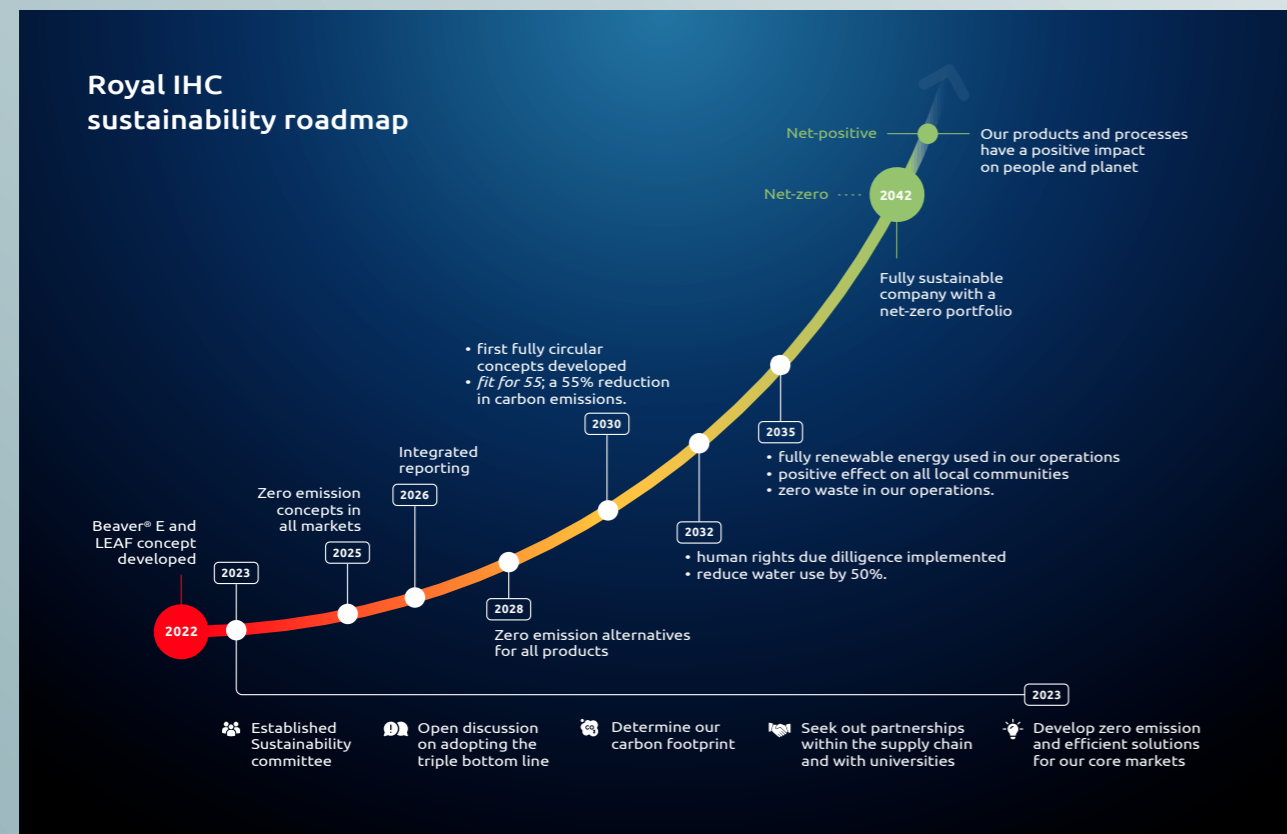 Royal IHC
sustainability roadmap
Net-positive
Our products and processes
have a positive impact
on people and planet
Net-zero
2042
Fully sustainable
company with a
net-zero portfolio
• first fully circular
concepts developed
• fit for 55; a 55% reduction
in carbon emissions.
2030
2035
• fully renewable energy used in our operations
• positive effect on all local communities
• zero waste in our operations.
Integrated
reporting
2026
Zero emission
concepts in
all markets
2025
2032
• human rights due dilligence implemented
• reduce water use by 50%.
Beaver® E and
LEAF concept
developed
2023
2022
2028
Zero emission alternatives
for all products
2023
Established
Sustainability
committee
Open discussion
on adopting the
triple bottom line
CO2
Determine our
carbon footprint
Seek out partnerships
within the supply chain
and with universities
Develop zero emission
and efficient solutions
for our core markets